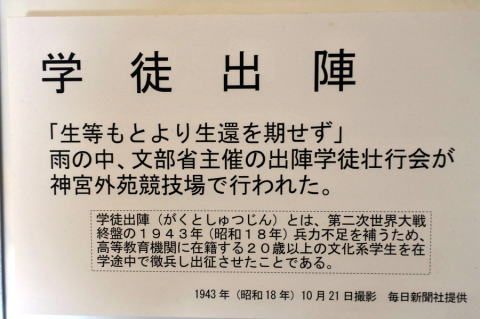 学徒出陣
「生等もとより生還を期せず」
雨の中、文部省主催の出陣学徒壮行会が
神宮外苑競技場で行われた。
学徒出陣（がくとしゅつじん）とは、第二次世界大戦
終盤の１９４３年（昭和１８年）兵力不足を補うため、
高等教育機関に在籍する２０歳以上の文化系学生を在
学途中で徴兵し出征させたことである。
1943 年（昭和 18 年）10 月 21 日撮影　毎日新聞社提供